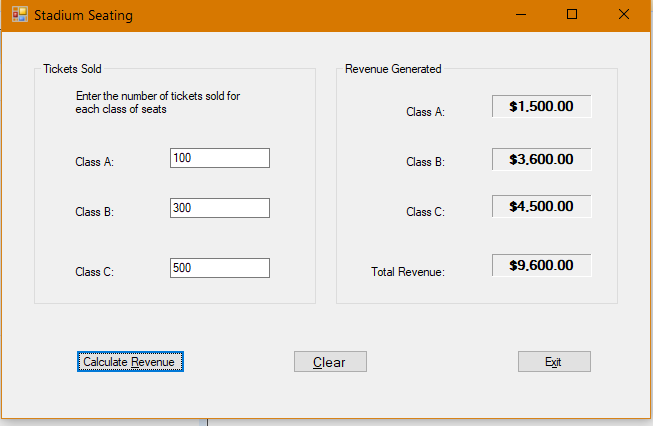 Stadium Seating
Tickets Sold
Enter the number of tickets sold for
each class of seats
Class A: 100
Class B: 300
Class C: 500
Revenue Generated
Class A: $1,500.00
Class B: $3,600.00
Class C: $4,500.00
Total Revenue: $9,600.00
Calculate Revenue
Clear
Exit